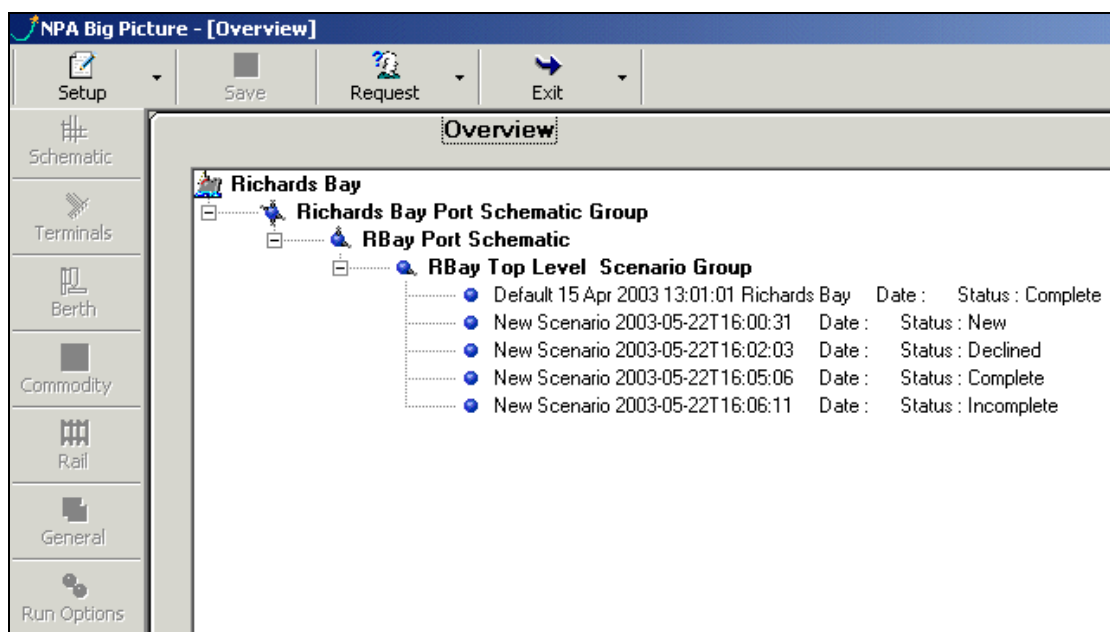 NPA Big Picture - [Overview]
Setup Save Request Exit
Schematic
Terminals
Berth
Commodity
Rail
General
Run Options
Overview
Richards Bay
Richards Bay Port Schematic Group
RBay Port Schematic
RBay Top Level Scenario Group
Default 15 Apr 2003 13:01:01 Richards Bay Date : Status : Complete
New Scenario 2003-05-22T16:00:31 Date : Status : New
New Scenario 2003-05-22T16:02:03 Date : Status : Declined
New Scenario 2003-05-22T16:05:06 Date : Status : Complete
New Scenario 2003-05-22T16:06:11 Date : Status : Incomplete